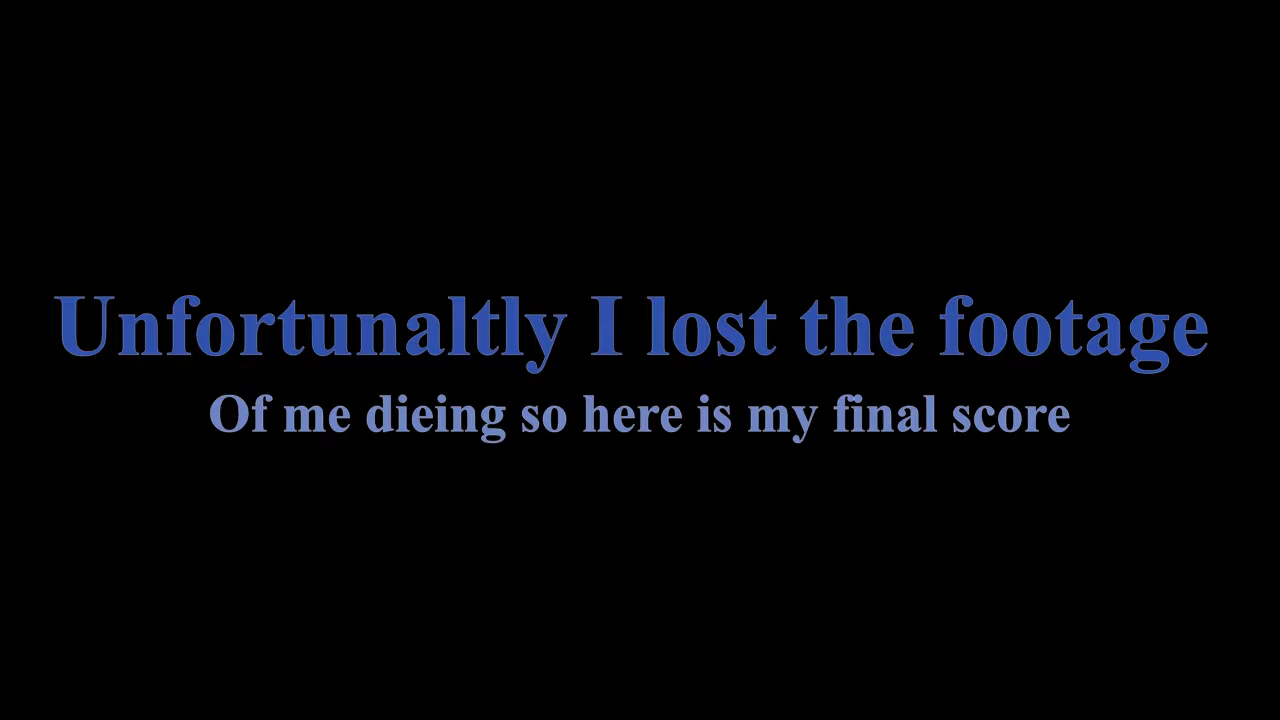 Unfortunaltly I lost the footage
Of me dieing so here is my final score